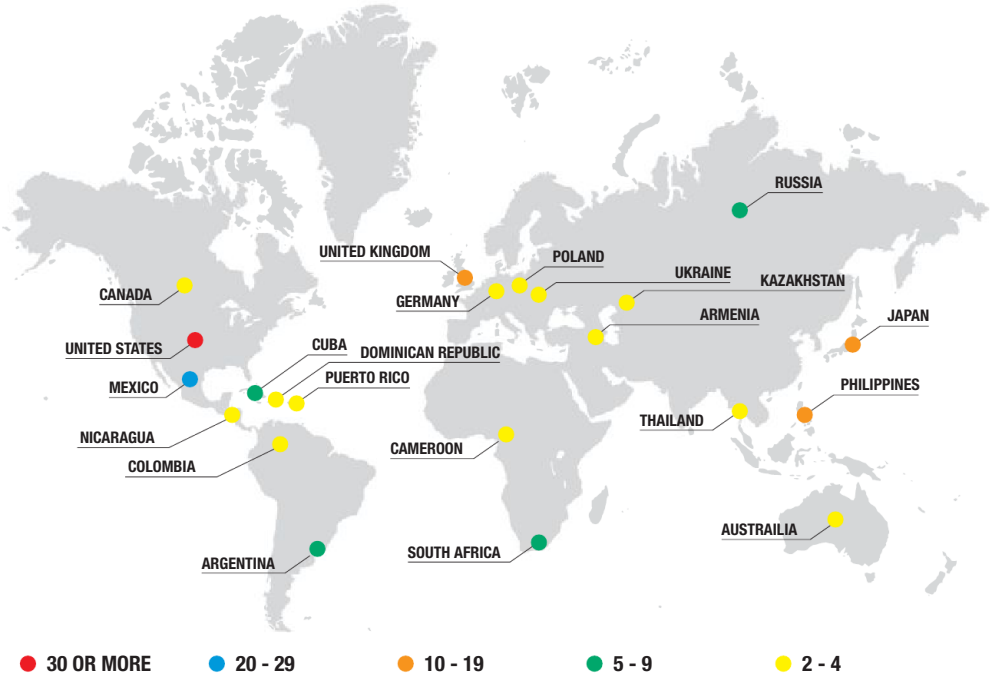 RUSSIA
UNITED KINGDOM
POLAND
UKRAINE
KAZAKHSTAN
CANADA
GERMANY
ARMENIA
JAPAN
UNITED STATES
CUBA
DOMINICAN REPUBLIC
MEXICO
PUERTO RICO
PHILIPPINES
NICARAGUA
THAILAND
COLOMBIA
CAMEROON
AUSTRAILIA
ARGENTINA
SOUTH AFRICA
30 OR MORE
20 - 29
10 - 19
5 - 9
2 - 4